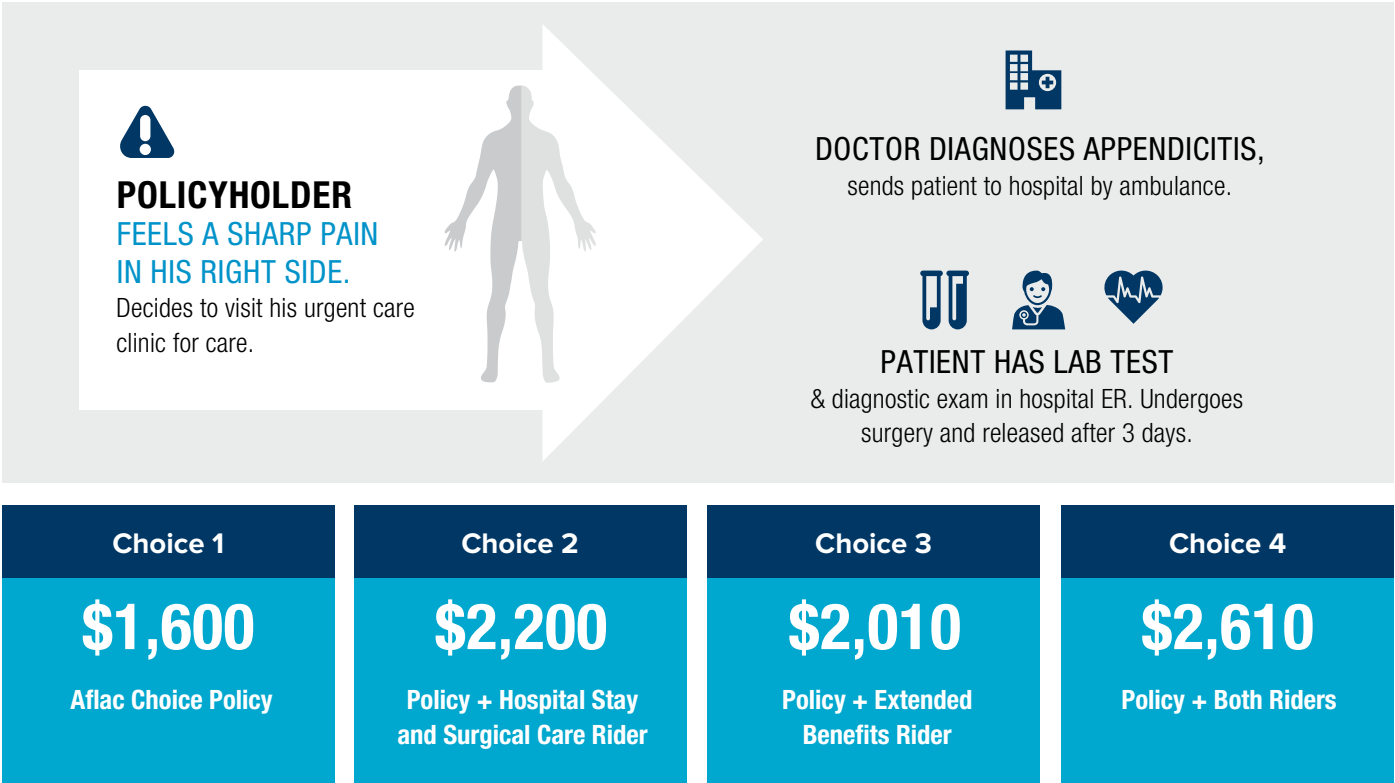 POLICYHOLDER
FEELS A SHARP PAIN
IN HIS RIGHT SIDE.
Decides to visit his urgent care
clinic for care.
DOCTOR DIAGNOSES APPENDICITIS,
sends patient to hospital by ambulance.
PATIENT HAS LAB TEST
& diagnostic exam in hospital ER. Undergoes
surgery and released after 3 days.
Choice 1
$1,600
Aflac Choice Policy
Choice 2
$2,200
Policy + Hospital Stay
and Surgical Care Rider
Choice 3
$2,010
Policy + Extended
Benefits Rider
Choice 4
$2,610
Policy + Both Riders